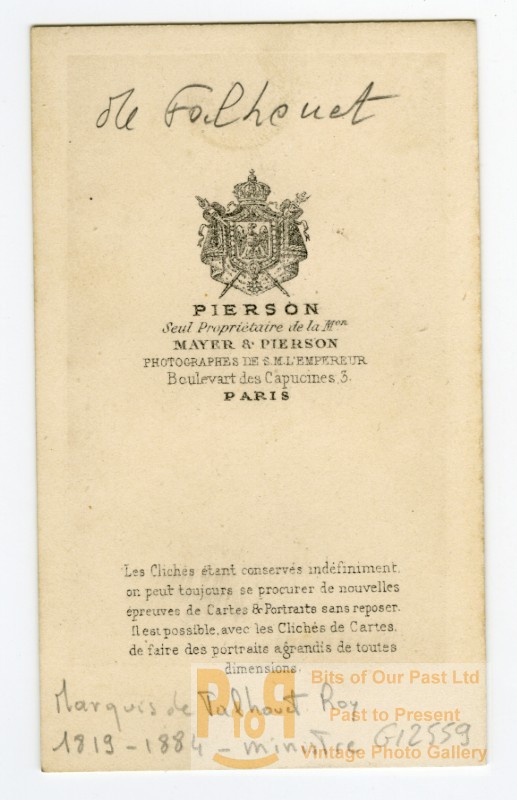 de Talhouet
PIERSON
Seul Propriétaire de la Mon
MAYER & PIERSON
PHOTOGRAPHES DE S.M. L'EMPEREUR
Boulevart des Capucines, 3.
PARIS
Les Clichés étant conservés indéfiniment,
on peut toujours se procurer de nouvelles
épreuves de Cartes & Portraits sans reposer.
Il est possible, avec les Clichés de Cartes,
de faire des portraits agrandis de toutes
dimensions.
PtoP
Bits of Our Past Ltd
Marquis de Talhouet Roy
Past to Present
1819-1884 - ministre G12559
Vintage Photo Gallery